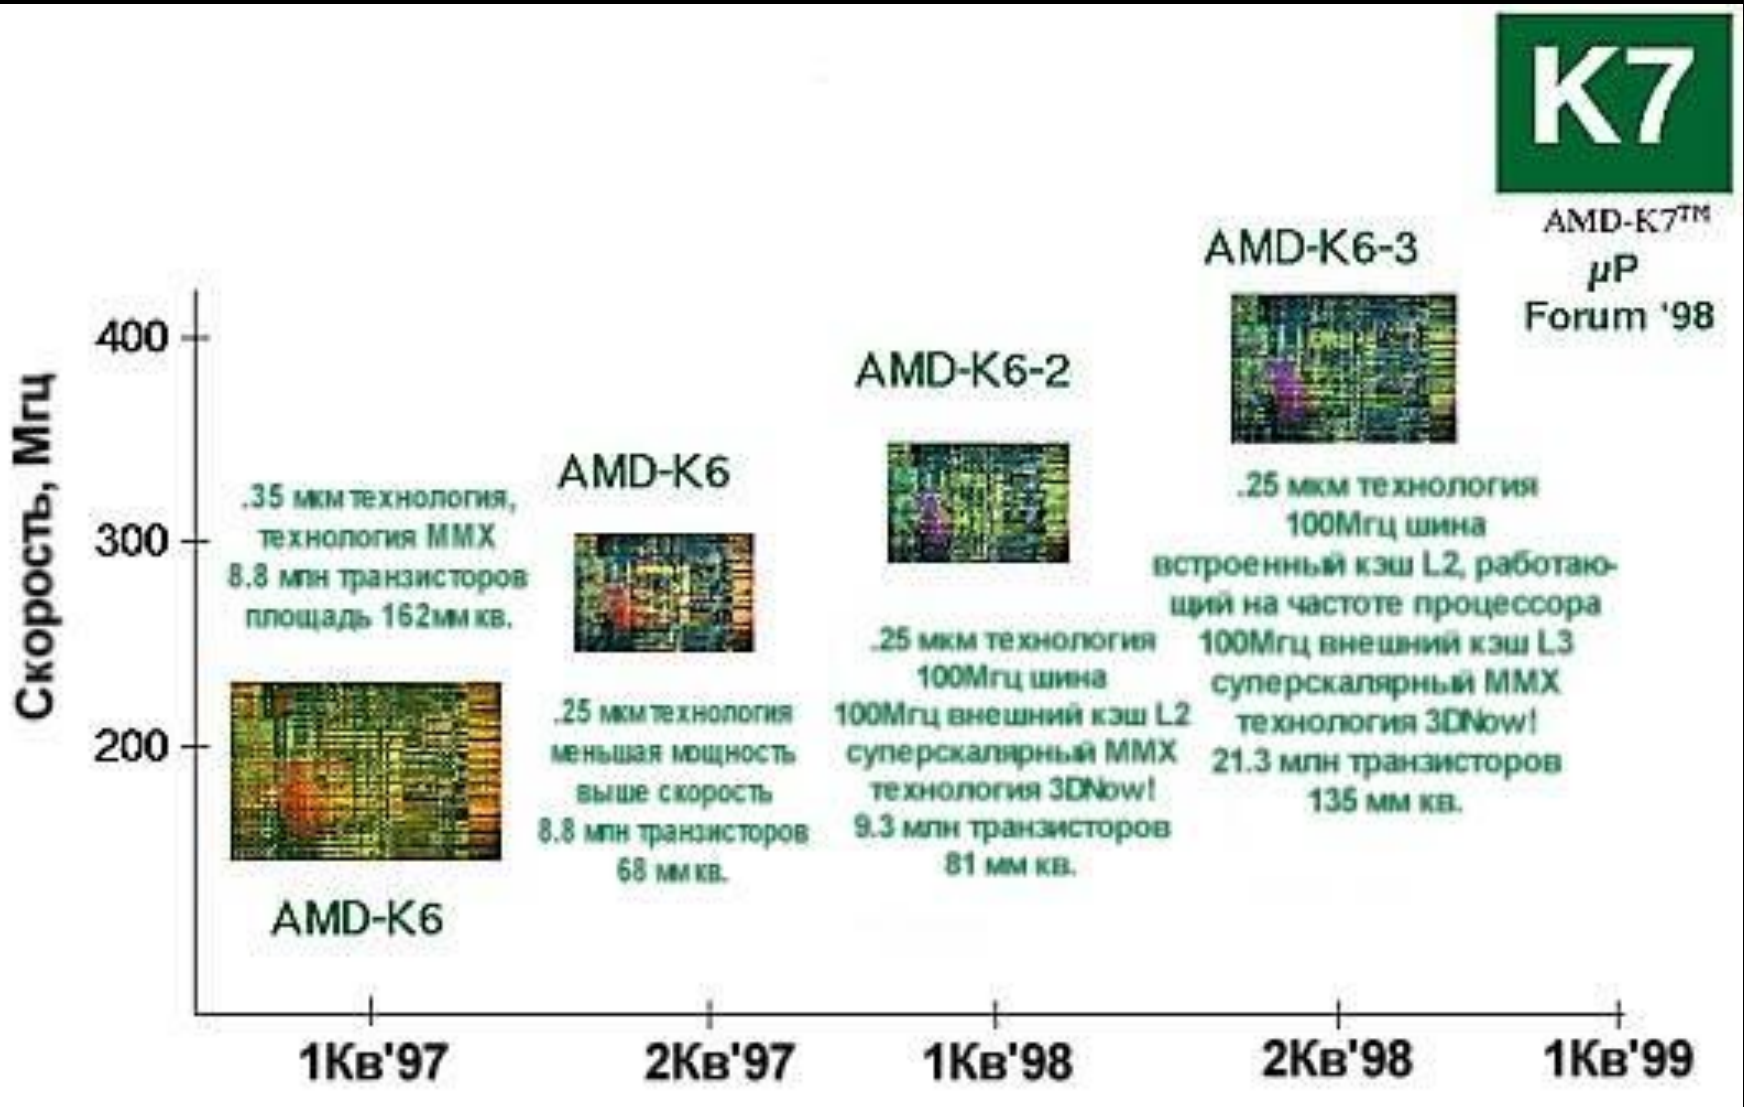 K7
AMD-K7™
µP
Forum '98
AMD-K6-3
.25 мкм технология
100Мгц шина
встроенный кэш L2, работаю-
щий на частоте процессора
100Мгц внешний кэш L3
суперскалярный MMX
технология 3DNow!
21.3 млн транзисторов
135 мм кв.
AMD-K6-2
.25 мкм технология
100Мгц шина
100Мгц внешний кэш L2
суперскалярный MMX
технология 3DNow!
9.3 млн транзисторов
81 мм кв.
AMD-K6
.25 мкм технология
меньшая мощность
выше скорость
8.8 млн транзисторов
68 мм кв.
.35 мкм технология,
технология MMX
8.8 млн транзисторов
площадь 162мм кв.
AMD-K6
Скорость, Мгц
400
300
200
1Кв'97
2Кв'97
1Кв'98
2Кв'98
1Кв'99